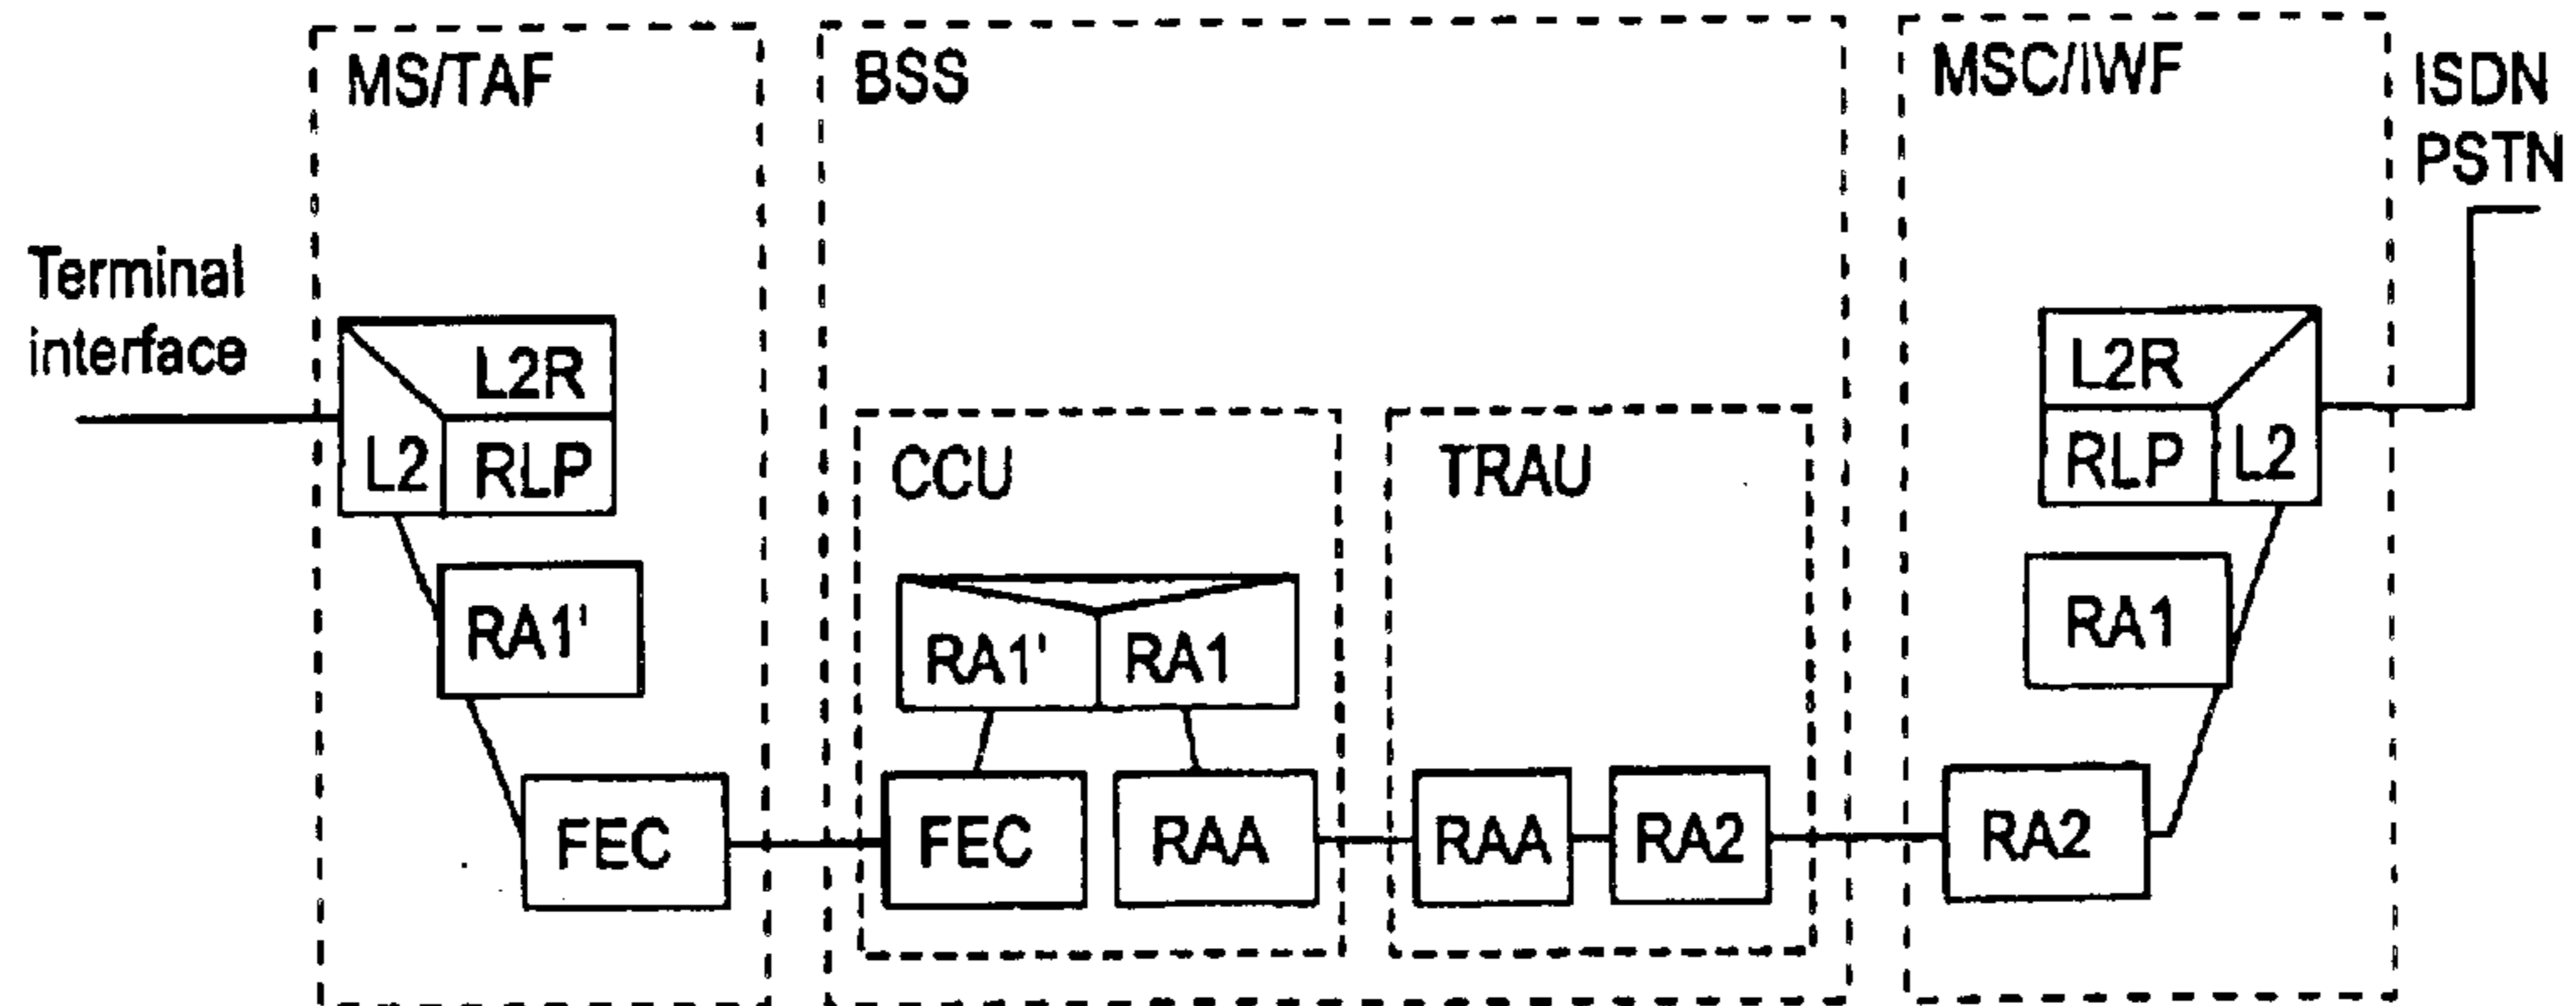 MS/TAF
BSS
MSC/IWF
ISDN
PSTN
Terminal
interface
L2R
L2
RLP
RA1'
FEC
CCU
RA1'
RA1
FEC
RAA
TRAU
RAA
RA2
L2R
RLP
L2
RA1
RA2